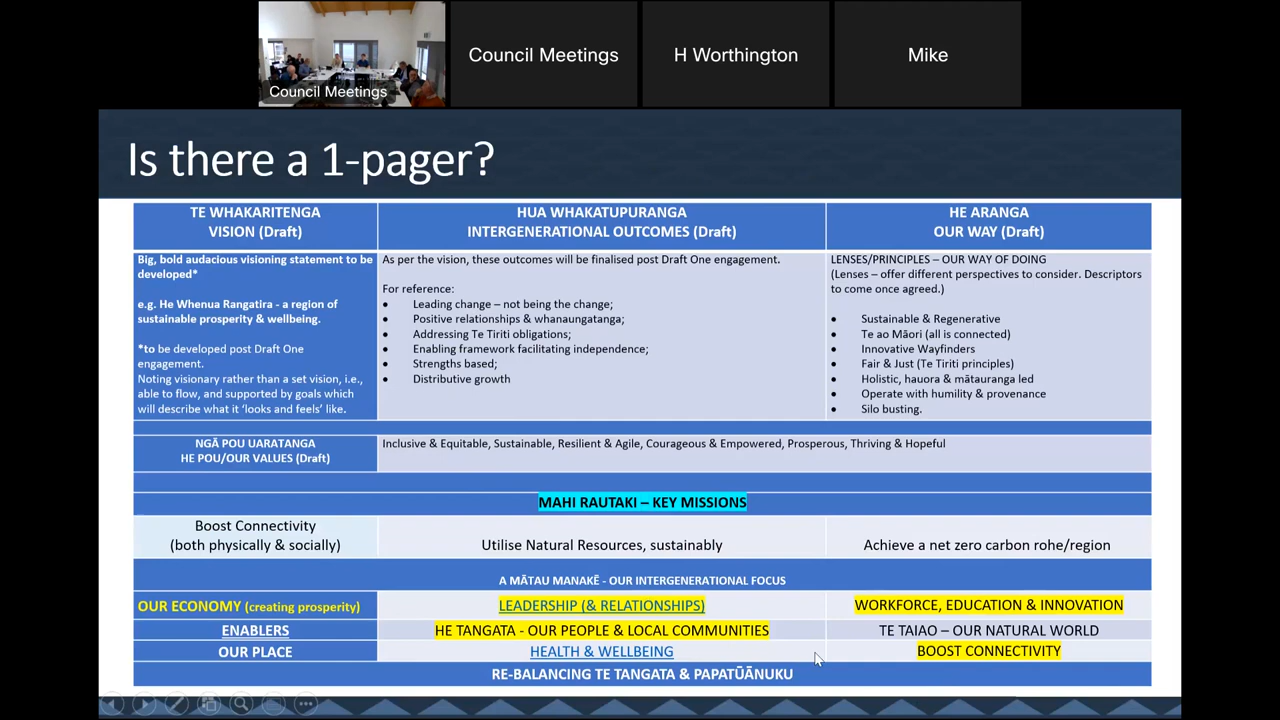 Council Meetings
Council Meetings
H Worthington
Mike
Is there a 1-pager?
TE WHAKARITENGA
VISION (Draft)
HUA WHAKATUPURANGA
INTERGENERATIONAL OUTCOMES (Draft)
HE ARANGA
OUR WAY (Draft)
Big, bold audacious visioning statement to be
developed*
e.g. He Whenua Rangatira - a region of
sustainable prosperity & wellbeing.
*to be developed post Draft One
engagement.
Noting visionary rather than a set vision, i.e.,
able to flow, and supported by goals which
will describe what it ‘looks and feels’ like.
As per the vision, these outcomes will be finalised post Draft One engagement.
For reference:
• Leading change – not being the change;
• Positive relationships & whanaungatanga;
• Addressing Te Tiriti obligations;
• Enabling framework facilitating independence;
• Strengths based;
• Distributive growth
LENSES/PRINCIPLES – OUR WAY OF DOING
(Lenses – offer different perspectives to consider. Descriptors
to come once agreed.)
• Sustainable & Regenerative
• Te ao Māori (all is connected)
• Innovative Wayfinders
• Fair & Just (Te Tiriti principles)
• Holistic, hauora & mātauranga led
• Operate with humility & provenance
• Silo busting.
NGĀ POU UARATANGA
HE POU/OUR VALUES (Draft)
Inclusive & Equitable, Sustainable, Resilient & Agile, Courageous & Empowered, Prosperous, Thriving & Hopeful
MAHI RAUTAKI – KEY MISSIONS
Boost Connectivity
(both physically & socially)
Utilise Natural Resources, sustainably
Achieve a net zero carbon rohe/region
A MĀTAU MANAKĒ - OUR INTERGENERATIONAL FOCUS
OUR ECONOMY (creating prosperity)
LEADERSHIP (& RELATIONSHIPS)
WORKFORCE, EDUCATION & INNOVATION
ENABLERS
HE TANGATA - OUR PEOPLE & LOCAL COMMUNITIES
TE TAIAO – OUR NATURAL WORLD
OUR PLACE
HEALTH & WELLBEING
BOOST CONNECTIVITY
RE-BALANCING TE TANGATA & PAPATŪĀNUKU